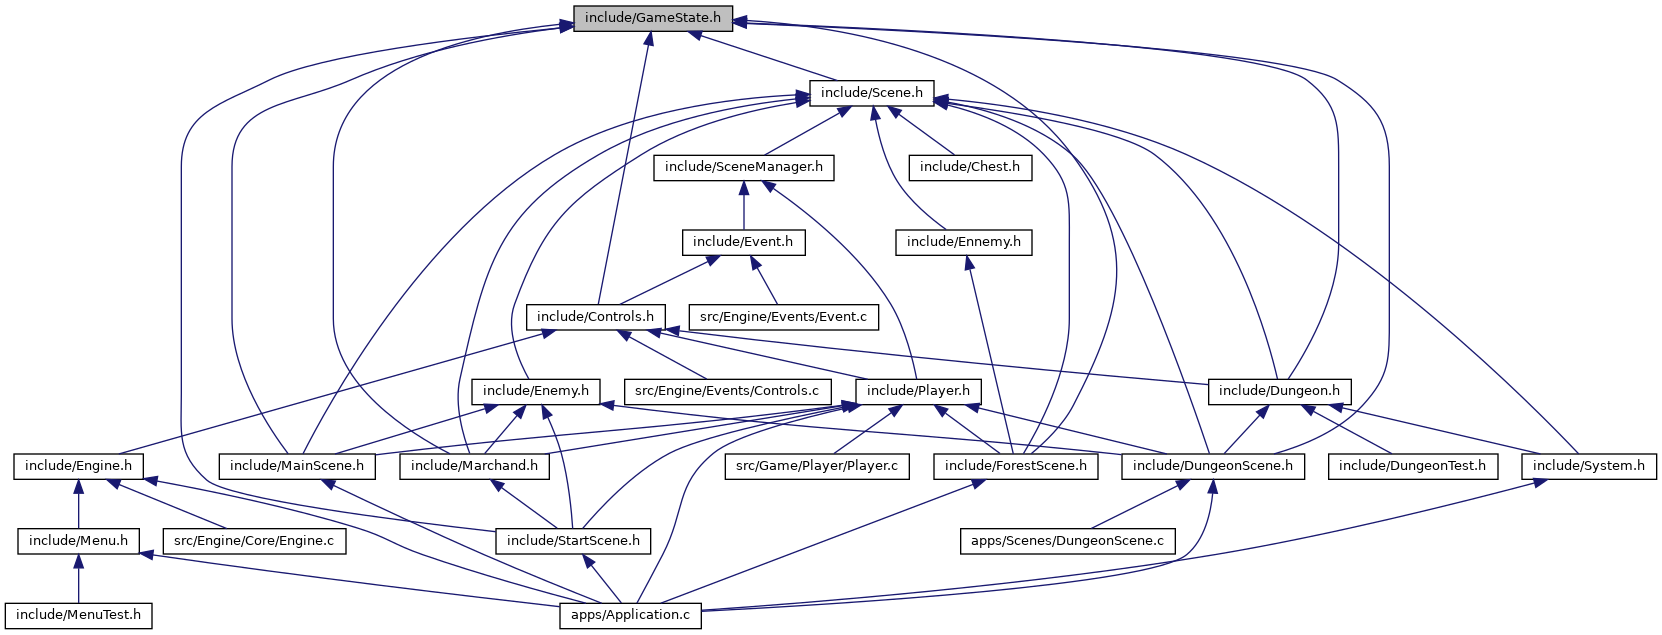 include/GameState.h
include/Scene.h
include/SceneManager.h
include/Chest.h
include/Event.h
include/Ennemy.h
include/Controls.h
src/Engine/Events/Event.c
include/Enemy.h
src/Engine/Events/Controls.c
include/Player.h
include/Dungeon.h
include/Engine.h
include/MainScene.h
include/Marchand.h
src/Game/Player/Player.c
include/ForestScene.h
include/DungeonScene.h
include/DungeonTest.h
include/System.h
include/Menu.h
src/Engine/Core/Engine.c
include/StartScene.h
apps/Scenes/DungeonScene.c
include/MenuTest.h
apps/Application.c